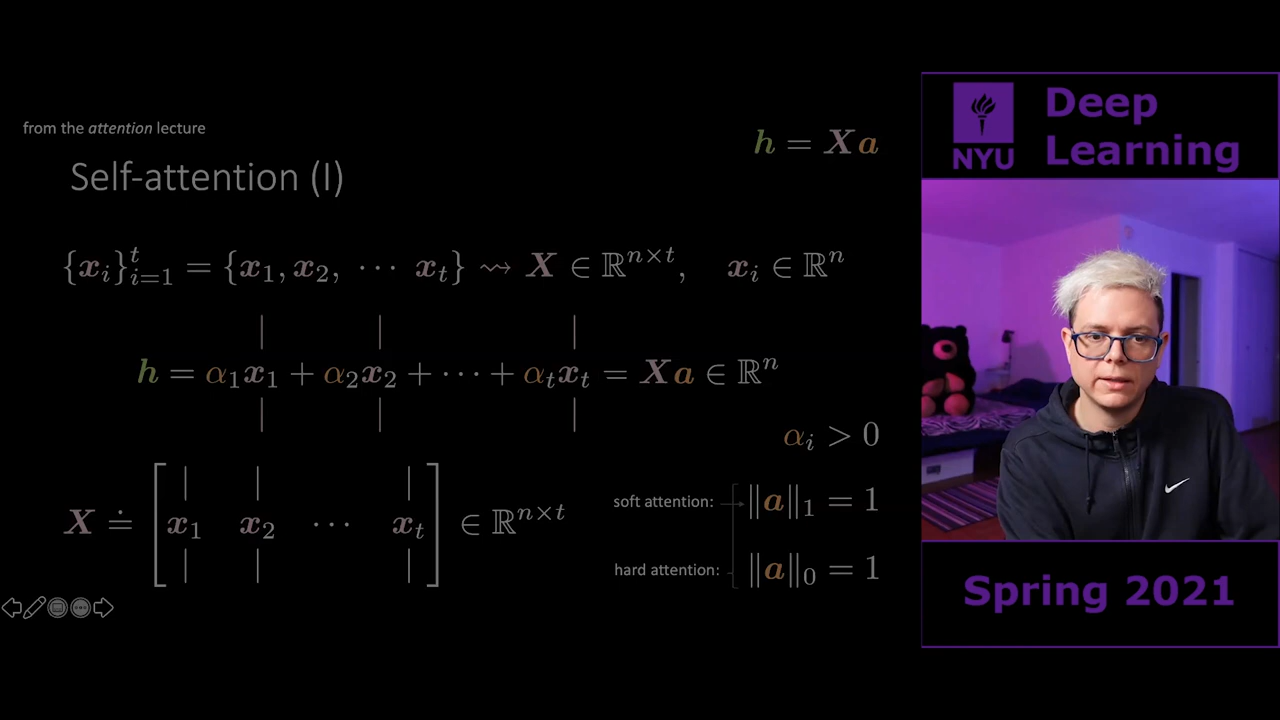 from the attention lecture
Self-attention (I)
h = Xa
{x_i}_{i=1}^t = {x_1, x_2, ⋯ x_t} ⇝ X ∈ ℝ^{n×t}, x_i ∈ ℝ^n
h = α_1x_1 + α_2x_2 + ⋯ + α_tx_t = Xa ∈ ℝ^n
α_i > 0
X ≐ [x_1 x_2 ⋯ x_t] ∈ ℝ^{n×t}
soft attention: ‖a‖_1 = 1
hard attention: ‖a‖_0 = 1
NYU
Deep
Learning
Spring 2021